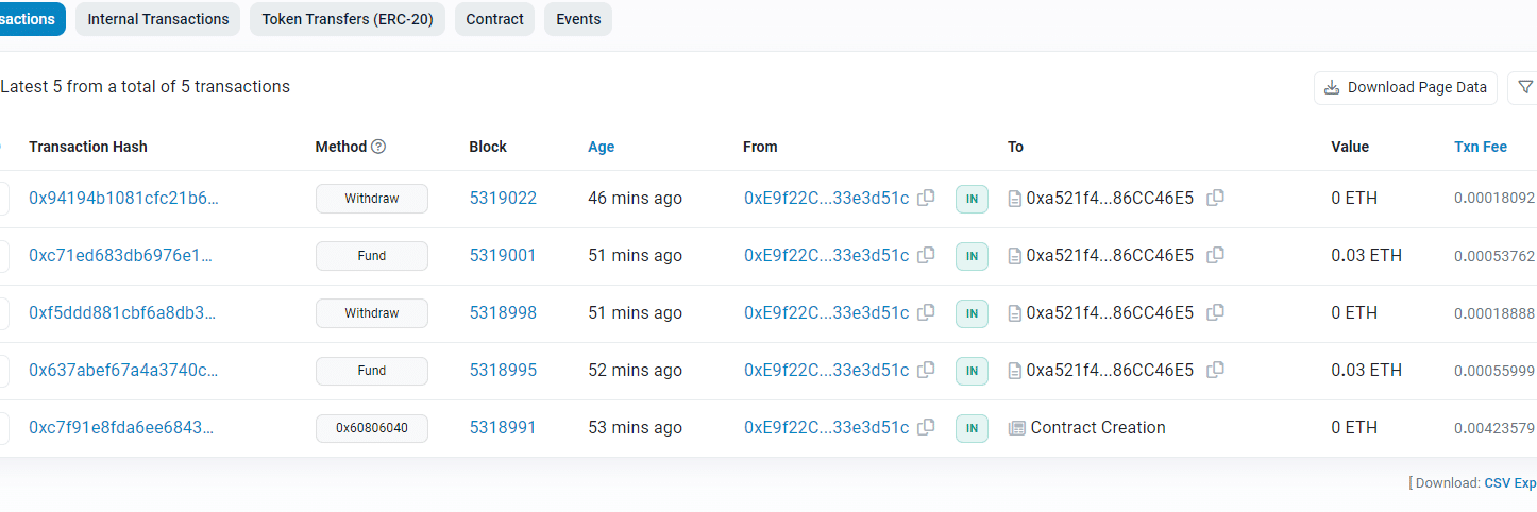 sactions Internal Transactions Token Transfers (ERC-20) Contract Events
Latest 5 from a total of 5 transactions Download Page Data
Transaction Hash Method Block Age From To Value Txn Fee
0x94194b1081cfc21b6... Withdraw 5319022 46 mins ago 0xE9f22C...33e3d51c IN 0xa521f4...86CC46E5 0 ETH 0.00018092
0xc71ed683db6976e1... Fund 5319001 51 mins ago 0xE9f22C...33e3d51c IN 0xa521f4...86CC46E5 0.03 ETH 0.00053762
0xf5ddd881cbf6a8db3... Withdraw 5318998 51 mins ago 0xE9f22C...33e3d51c IN 0xa521f4...86CC46E5 0 ETH 0.00018888
0x637abef67a4a3740c... Fund 5318995 52 mins ago 0xE9f22C...33e3d51c IN 0xa521f4...86CC46E5 0.03 ETH 0.00055999
0xc7f91e8fda6ee6843... 0x60806040 5318991 53 mins ago 0xE9f22C...33e3d51c IN Contract Creation 0 ETH 0.00423579
[ Download: CSV Exp